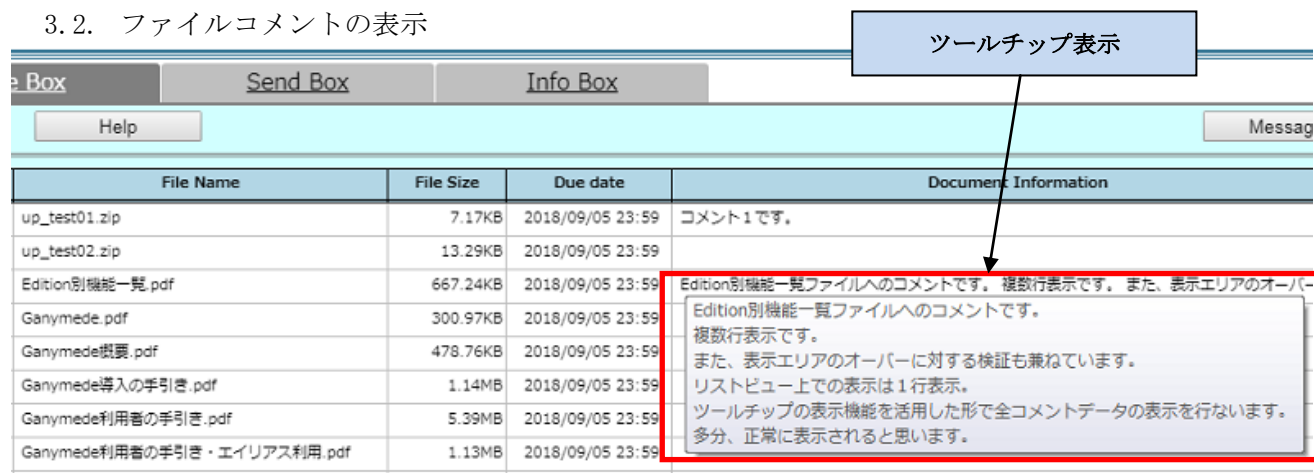 3.2. ファイルコメントの表示
ツールチップ表示
e Box Send Box Info Box
Help Messag
File Name File Size Due date Document Information
up_test01.zip 7.17KB 2018/09/05 23:59 コメント1です。
up_test02.zip 13.29KB 2018/09/05 23:59
Edition別機能一覧.pdf 667.24KB 2018/09/05 23:59 Edition別機能一覧ファイルへのコメントです。 複数行表示です。 また、表示エリアのオーバー
Ganymede.pdf 300.97KB 2018/09/05 23:59
Ganymede概要.pdf 478.76KB 2018/09/05 23:59
Ganymede導入の手引き.pdf 1.14MB 2018/09/05 23:59
Ganymede利用者の手引き.pdf 5.39MB 2018/09/05 23:59
Ganymede利用者の手引き・エイリアス利用.pdf 1.13MB 2018/09/05 23:59
Edition別機能一覧ファイルへのコメントです。
複数行表示です。
また、表示エリアのオーバーに対する検証も兼ねています。
リストビュー上での表示は1行表示。
ツールチップの表示機能を活用した形で全コメントデータの表示を行ないます。
多分、正常に表示されると思います。